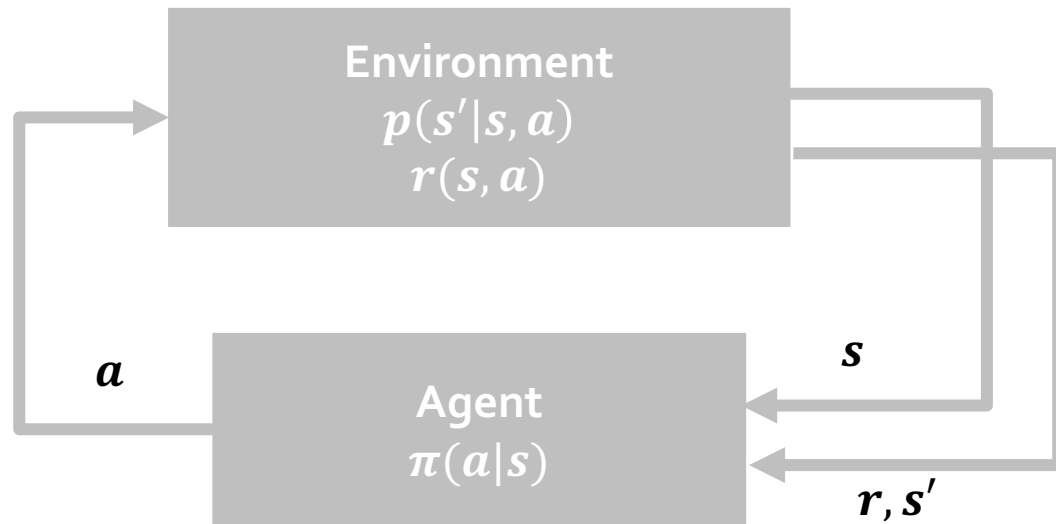 Environment
p(s′|s, a)
r(s, a)
a
s
Agent
π(a|s)
r, s′